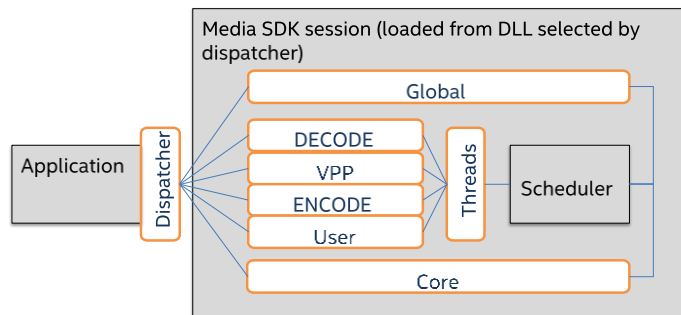 Media SDK session (loaded from DLL selected by
dispatcher)
Global
Application
Dispatcher
DECODE
VPP
ENCODE
User
Threads
Scheduler
Core